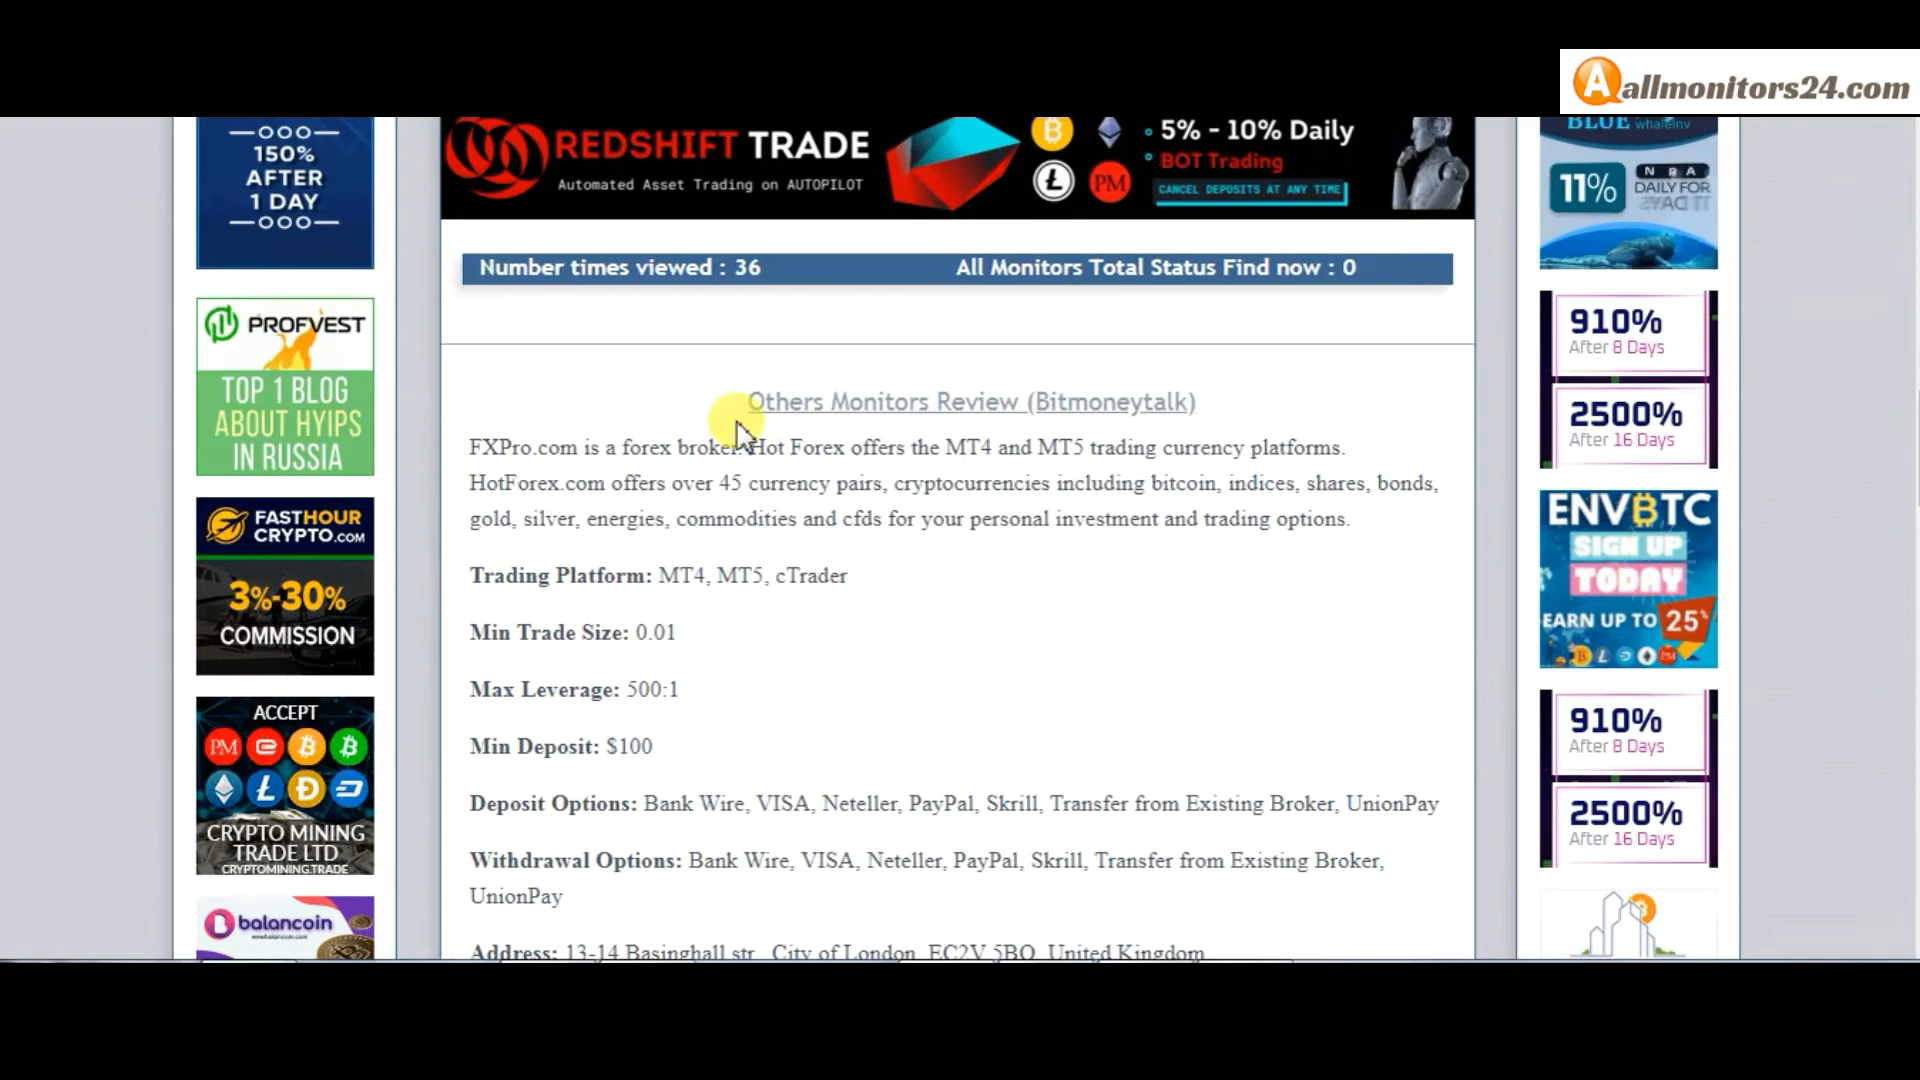 Aallmonitors24.com
—ooo—
150%
AFTER
1 DAY
—ooo—
PROFVEST
TOP 1 BLOG
ABOUT HYIPS
IN RUSSIA
FASTHOUR
CRYPTO.COM
3%-30%
COMMISSION
ACCEPT
PM
CRYPTO MINING
TRADE LTD
CRYPTOMINING.TRADE
balancoin
www.balancoin.com
REDSHIFT TRADE
Automated Asset Trading on AUTOPILOT
PM
5% - 10% Daily
BOT Trading
CANCEL DEPOSITS AT ANY TIME
Number times viewed : 36
All Monitors Total Status Find now : 0
Others Monitors Review (Bitmoneytalk)
FXPro.com is a forex broker. Hot Forex offers the MT4 and MT5 trading currency platforms.
HotForex.com offers over 45 currency pairs, cryptocurrencies including bitcoin, indices, shares, bonds,
gold, silver, energies, commodities and cfds for your personal investment and trading options.
Trading Platform: MT4, MT5, cTrader
Min Trade Size: 0.01
Max Leverage: 500:1
Min Deposit: $100
Deposit Options: Bank Wire, VISA, Neteller, PayPal, Skrill, Transfer from Existing Broker, UnionPay
Withdrawal Options: Bank Wire, VISA, Neteller, PayPal, Skrill, Transfer from Existing Broker,
UnionPay
Address: 13-14 Basinghall str., City of London, EC2V 5BQ, United Kingdom
BLUE whaleinv
11%
DAILY FOR
910%
After 8 Days
2500%
After 16 Days
ENVBTC
SIGN UP
TODAY
EARN UP TO 25%
910%
After 8 Days
2500%
After 16 Days